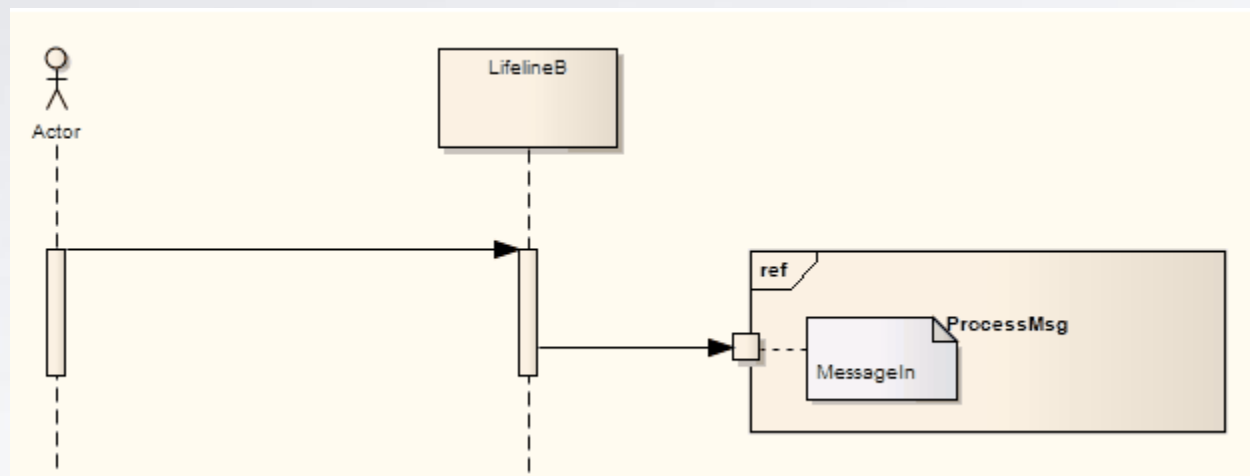 LifelineB
Actor
ref
ProcessMsg
MessageIn